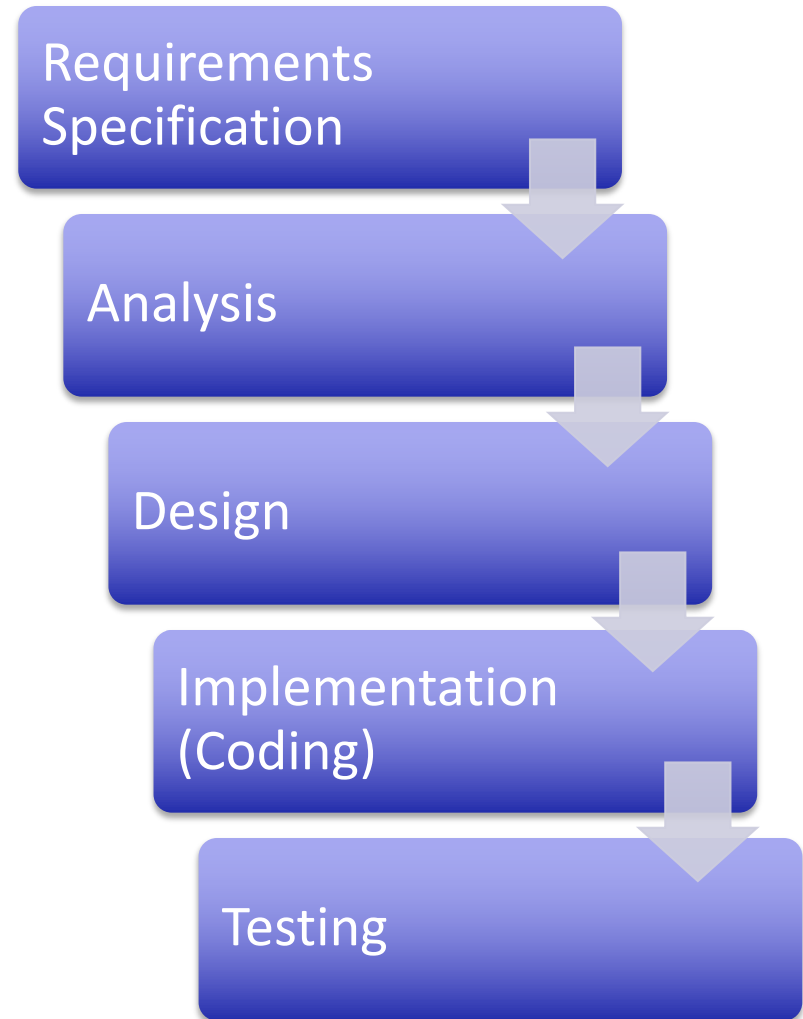 Requirements
Specification
Analysis
Design
Implementation
(Coding)
Testing